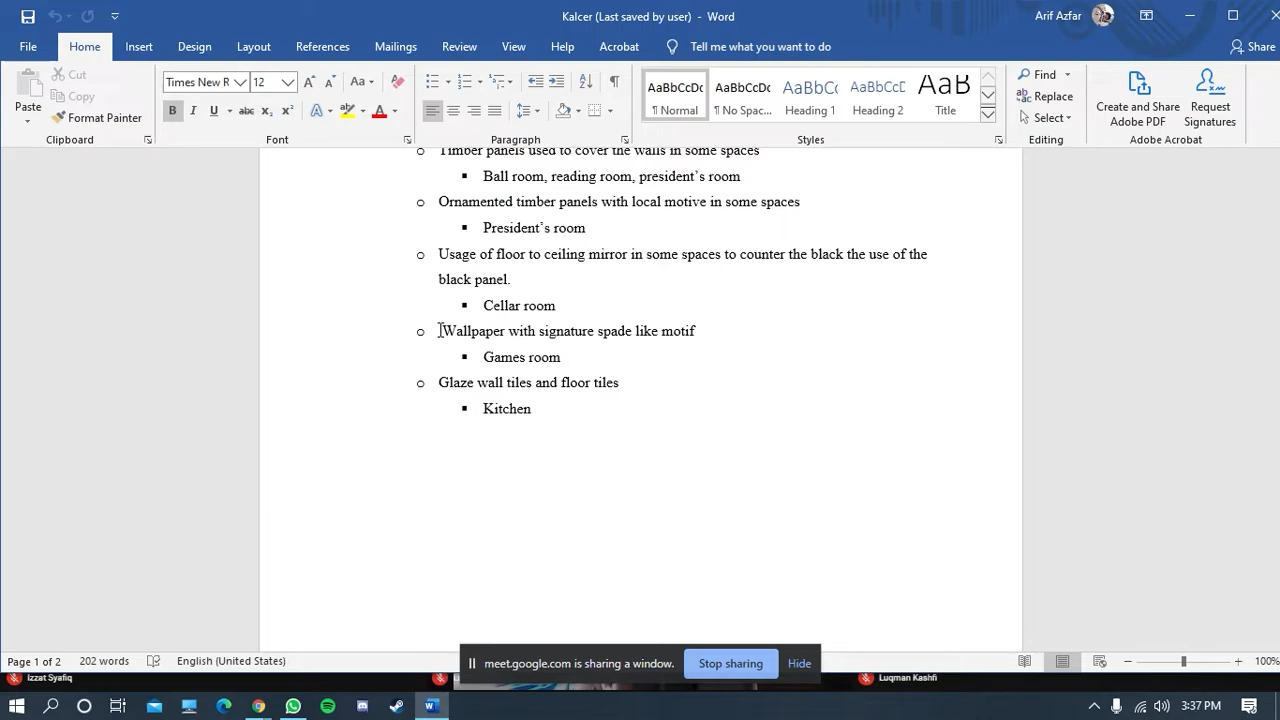 Kalcer (Last saved by user) - Word
Arif Azfar
File Home Insert Design Layout References Mailings Review View Help Acrobat Tell me what you want to do Share
Paste
Cut
Copy
Format Painter
Clipboard
Times New R 12
Aa
B I U abc x₂ x²
Font
Paragraph
AaBbCcDc AaBbCcDc AaBbCc AaBbCcD AaB
¶ Normal ¶ No Spac... Heading 1 Heading 2 Title
Styles
Find
Replace
Select
Editing
Create and Share Adobe PDF
Request Signatures
Adobe Acrobat
o Timber panels used to cover the walls in some spaces
▪ Ball room, reading room, president's room
o Ornamented timber panels with local motive in some spaces
▪ President's room
o Usage of floor to ceiling mirror in some spaces to counter the black the use of the
black panel.
▪ Cellar room
o Wallpaper with signature spade like motif
▪ Games room
o Glaze wall tiles and floor tiles
▪ Kitchen
meet.google.com is sharing a window. Stop sharing Hide
Page 1 of 2 202 words English (United States) 100%
Izzat Syafiq
Luqman Kashfi
3:37 PM